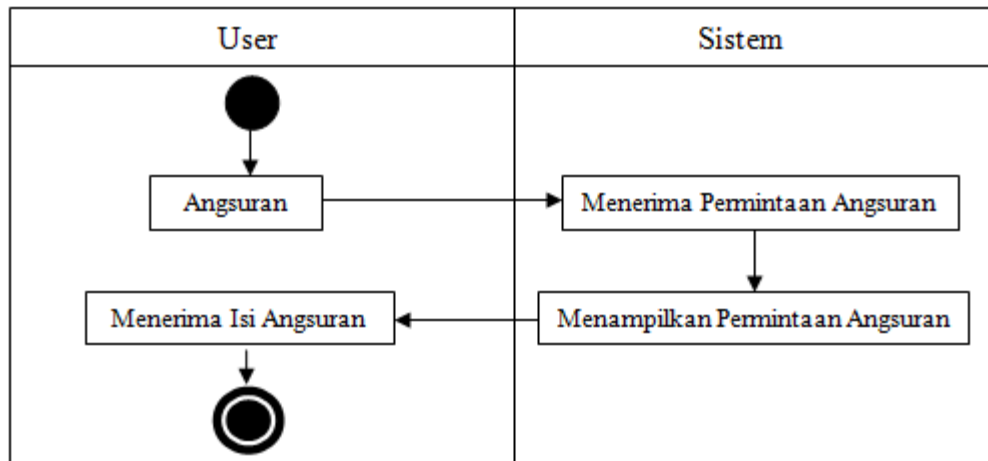 User
Sistem
Angsuran
Menerima Permintaan Angsuran
Menerima Isi Angsuran
Menampilkan Permintaan Angsuran